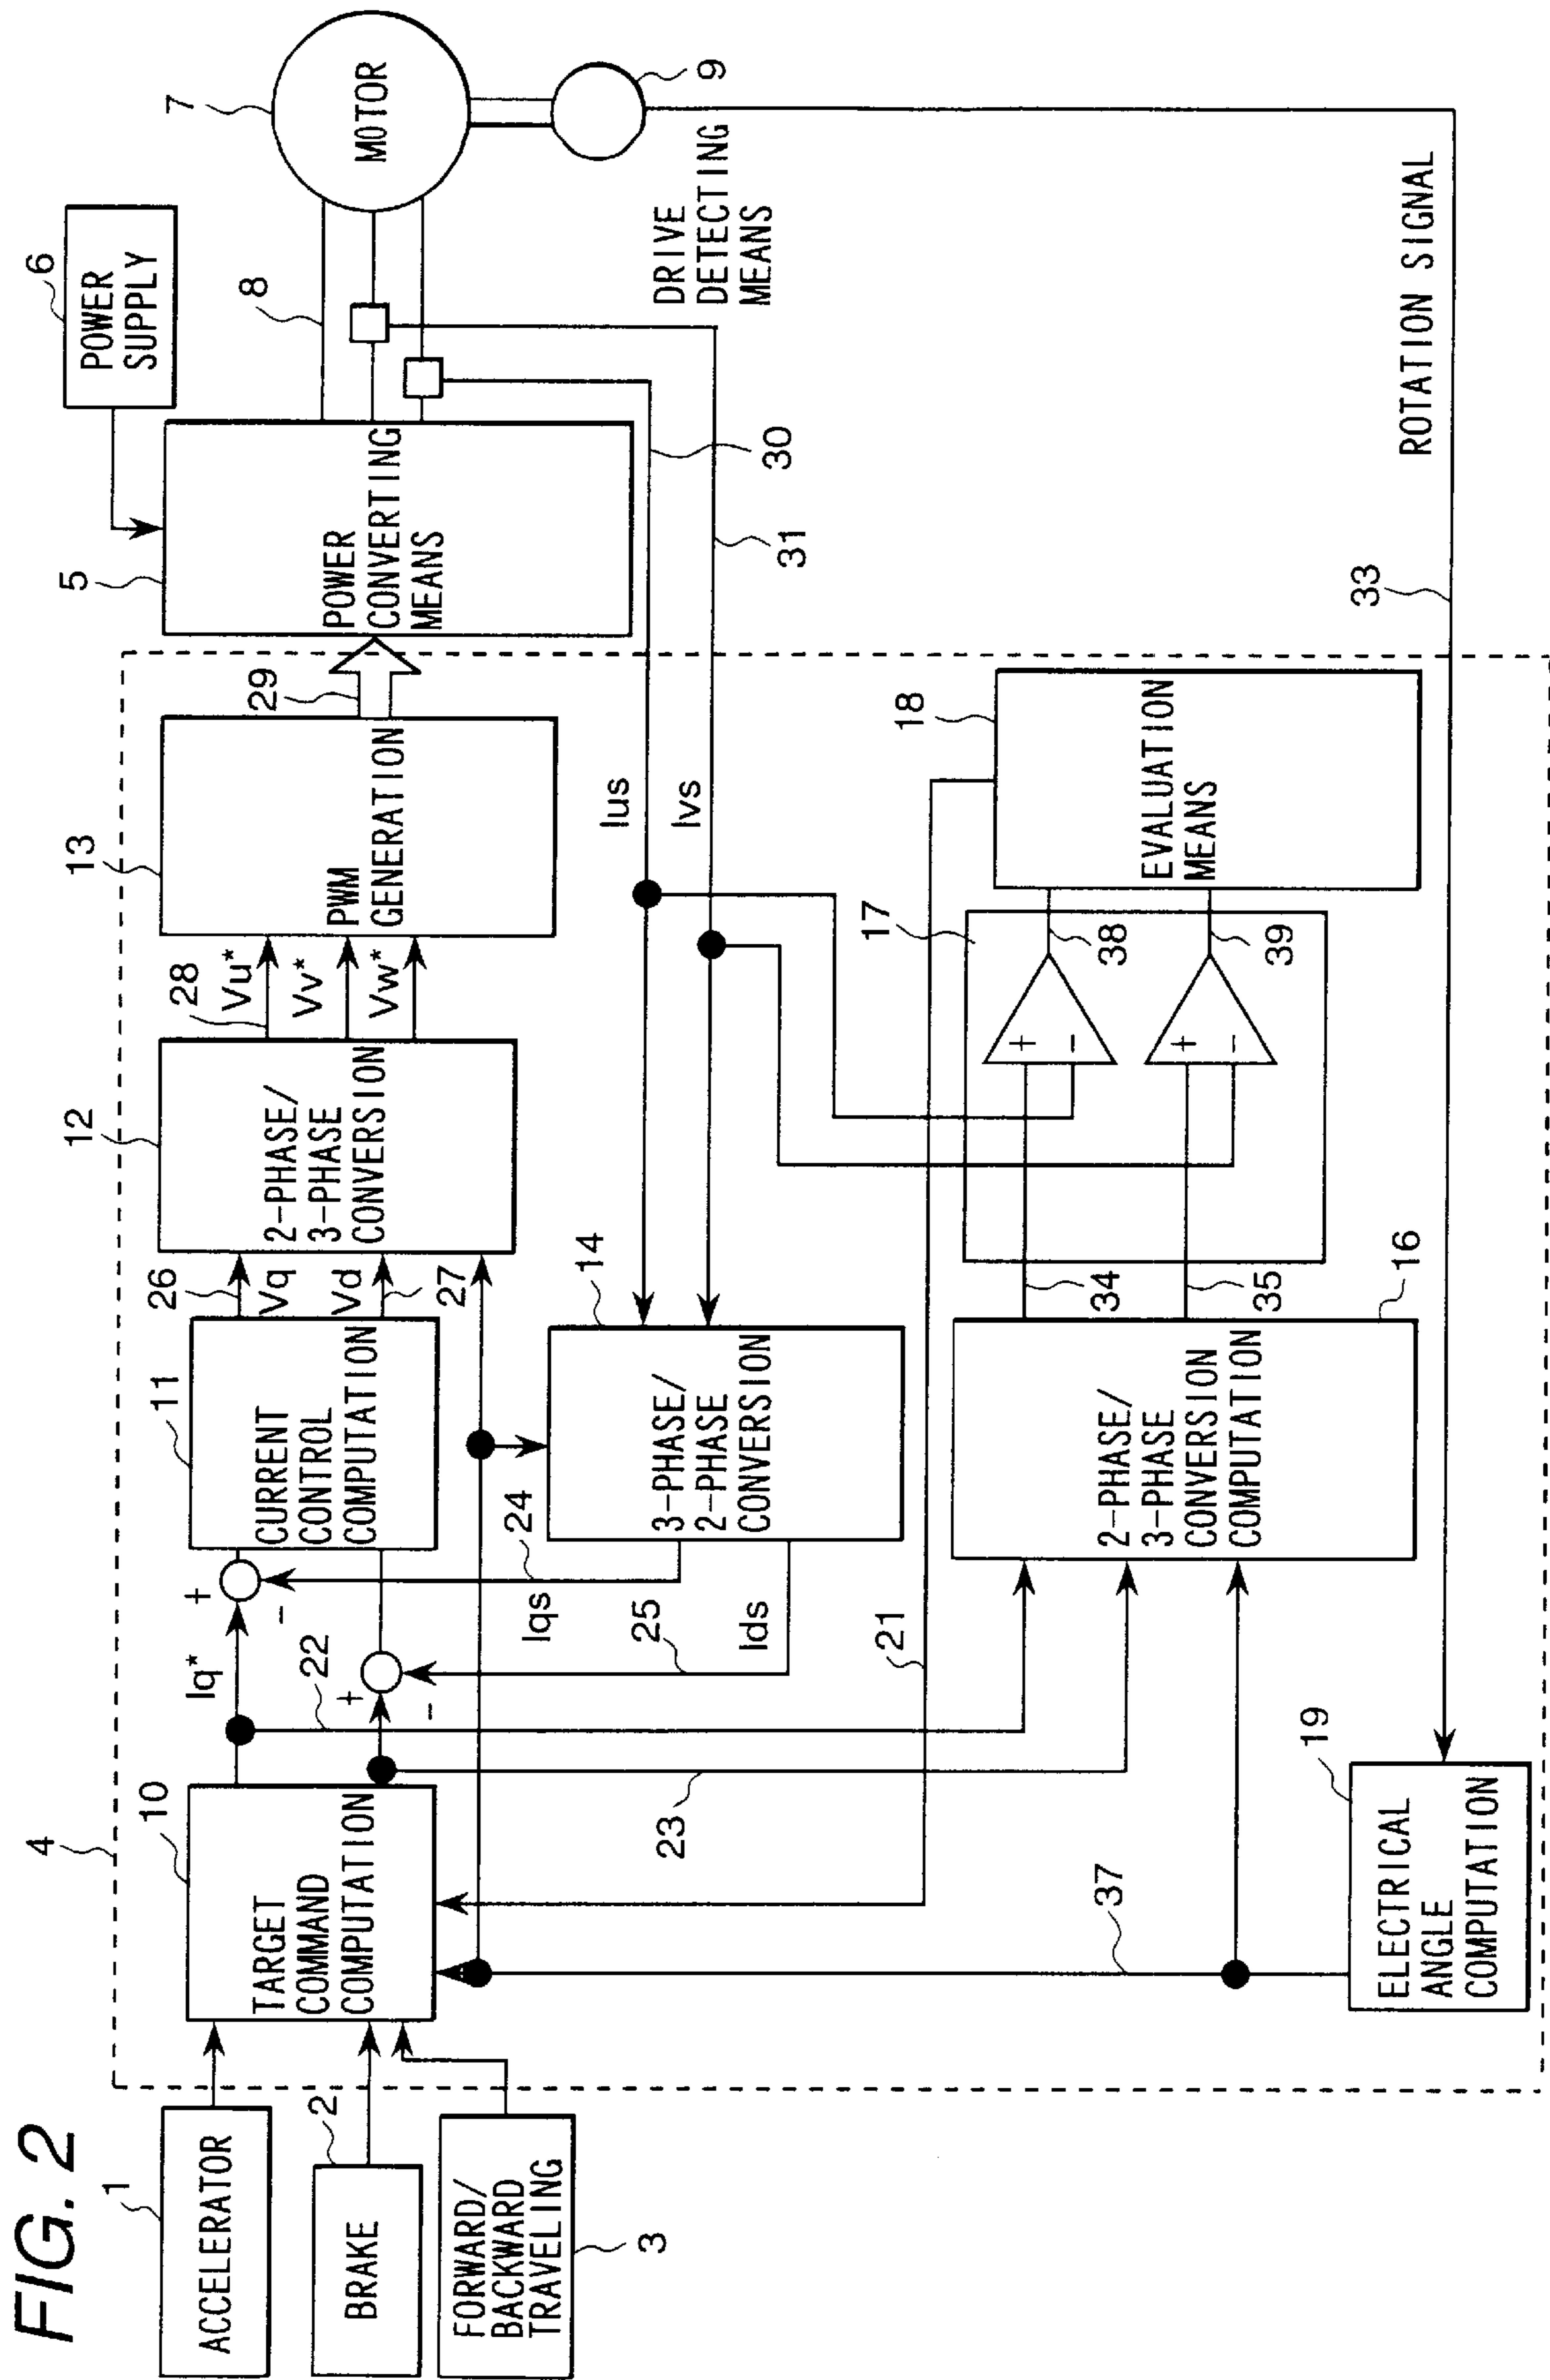 FIG. 2
1
ACCELERATOR
2
BRAKE
FORWARD/
BACKWARD
TRAVELING
3
4
10
TARGET
COMMAND
COMPUTATION
Iq*
+
-
+
-
22
23
11
CURRENT
CONTROL
COMPUTATION
26
Vq
Vd
27
12
2-PHASE/
3-PHASE
CONVERSION
28
Vu*
Vv*
Vw*
13
PWM
GENERATION
29
5
POWER
CONVERTING
MEANS
6
POWER
SUPPLY
8
7
MOTOR
9
DRIVE
DETECTING
MEANS
30
31
Ius
Ivs
14
3-PHASE/
2-PHASE
CONVERSION
24
Iqs
25
Ids
21
16
2-PHASE/
3-PHASE
CONVERSION
COMPUTATION
34
35
17
+
-
+
-
38
39
18
EVALUATION
MEANS
19
ELECTRICAL
ANGLE
COMPUTATION
37
33
ROTATION SIGNAL